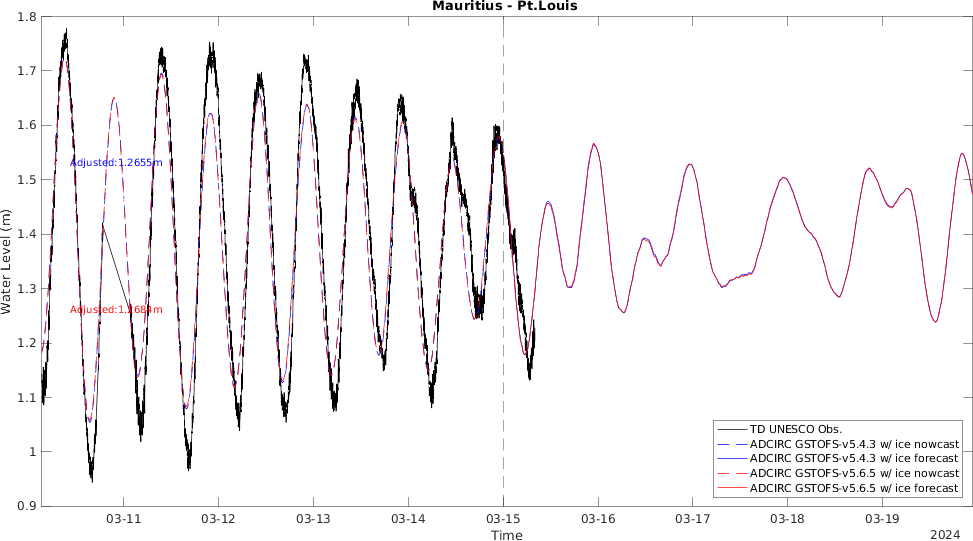 Mauritius - Pt.Louis
1.8
1.7
1.6
1.5
1.4
1.3
1.2
1.1
1
0.9
Water Level (m)
Adjusted:1.2655m
Adjusted:1.2684m
03-11
03-12
03-13
03-14
03-15
03-16
03-17
03-18
03-19
Time
2024
TD UNESCO Obs.
ADCIRC GSTOFS-v5.4.3 w/ ice nowcast
ADCIRC GSTOFS-v5.4.3 w/ ice forecast
ADCIRC GSTOFS-v5.6.5 w/ ice nowcast
ADCIRC GSTOFS-v5.6.5 w/ ice forecast